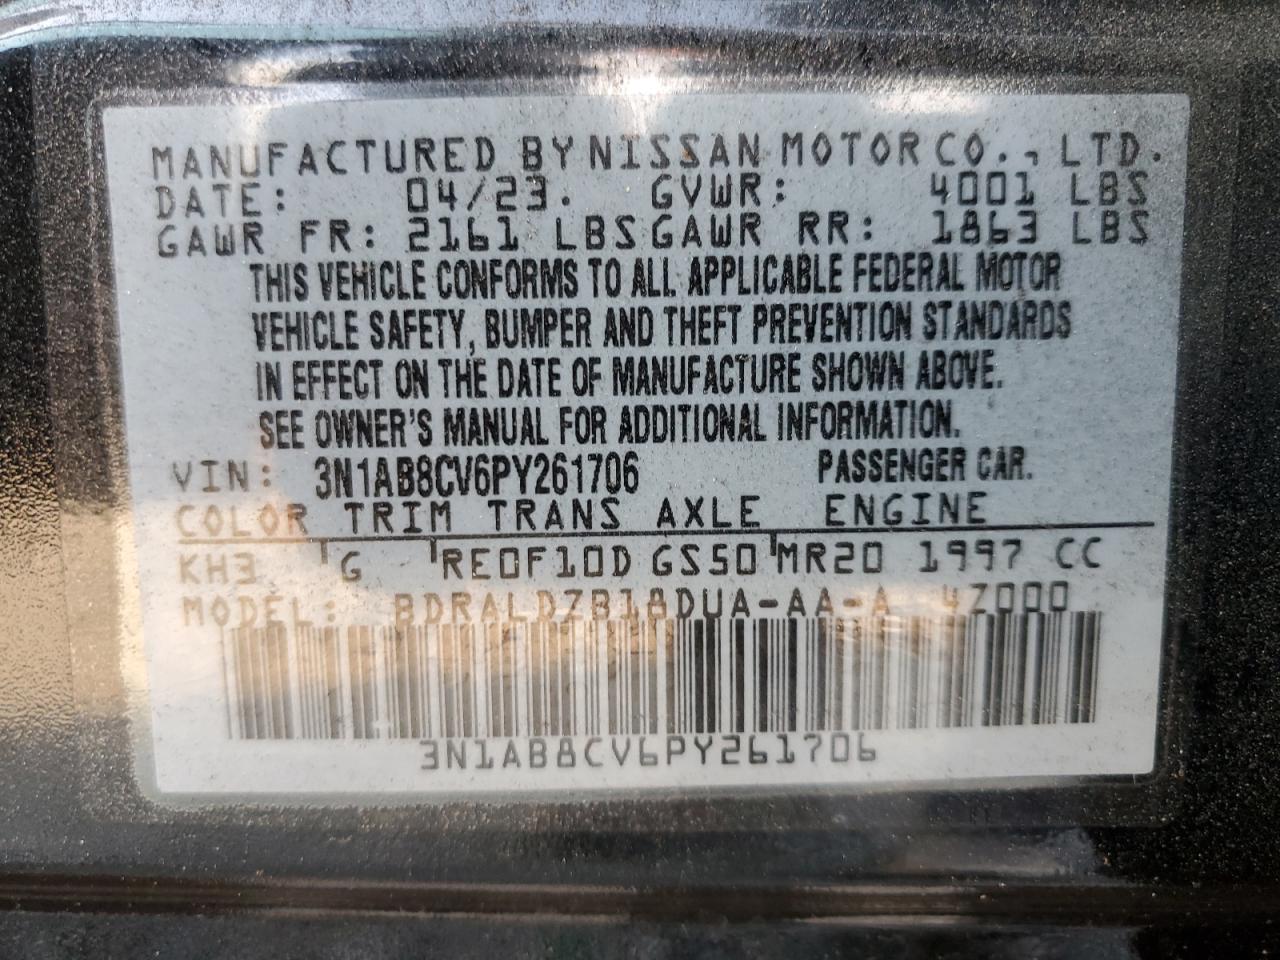 MANUFACTURED BY NISSAN MOTOR CO., LTD.
DATE: 04/23. GVWR: 4001 LBS
GAWR FR: 2161 LBS GAWR RR: 1863 LBS
THIS VEHICLE CONFORMS TO ALL APPLICABLE FEDERAL MOTOR
VEHICLE SAFETY, BUMPER AND THEFT PREVENTION STANDARDS
IN EFFECT ON THE DATE OF MANUFACTURE SHOWN ABOVE.
SEE OWNER'S MANUAL FOR ADDITIONAL INFORMATION.
VIN: 3N1AB8CV6PY261706 PASSENGER CAR.
COLOR TRIM TRANS AXLE ENGINE
KH3 G RE0F10D GS50 MR20 1997 CC
MODEL: BDRALDZB18DUA-AA-A 4Z000
3N1AB8CV6PY261706